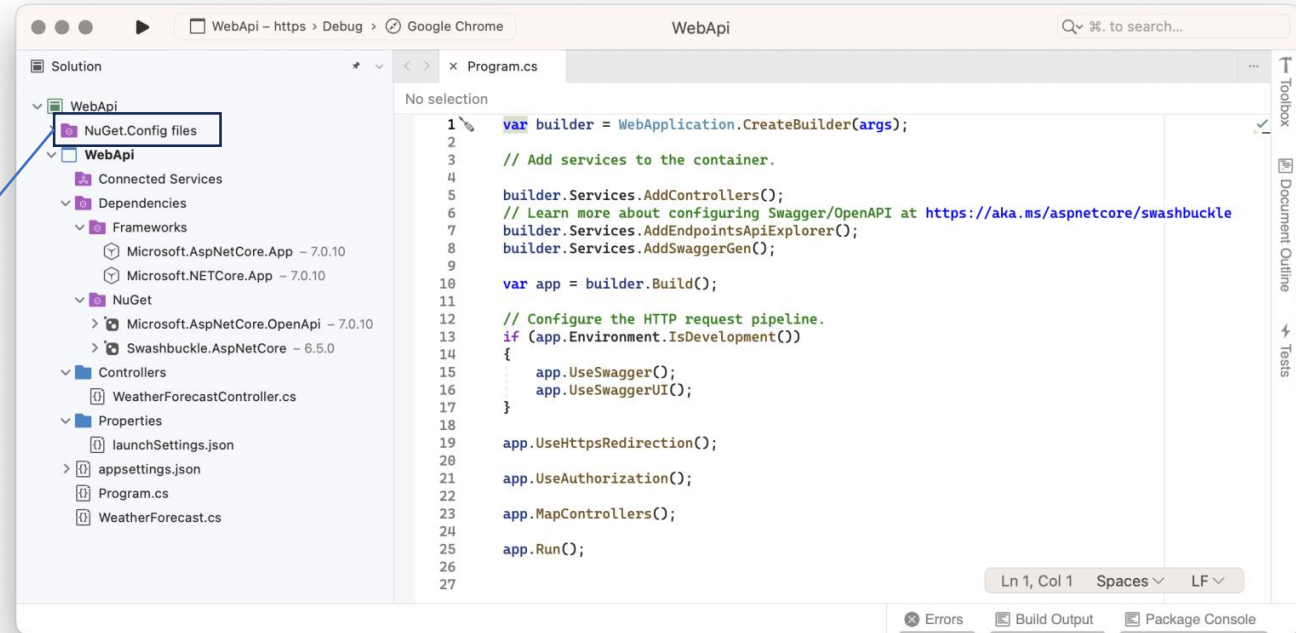 WebApi – https › Debug › Google Chrome
WebApi
⌘. to search...
Solution
Program.cs
No selection
WebApi
NuGet.Config files
WebApi
Connected Services
Dependencies
Frameworks
Microsoft.AspNetCore.App – 7.0.10
Microsoft.NETCore.App – 7.0.10
NuGet
Microsoft.AspNetCore.OpenApi – 7.0.10
Swashbuckle.AspNetCore – 6.5.0
Controllers
WeatherForecastController.cs
Properties
launchSettings.json
appsettings.json
Program.cs
WeatherForecast.cs
1 var builder = WebApplication.CreateBuilder(args);
2
3 // Add services to the container.
4
5 builder.Services.AddControllers();
6 // Learn more about configuring Swagger/OpenAPI at https://aka.ms/aspnetcore/swashbuckle
7 builder.Services.AddEndpointsApiExplorer();
8 builder.Services.AddSwaggerGen();
9
10 var app = builder.Build();
11
12 // Configure the HTTP request pipeline.
13 if (app.Environment.IsDevelopment())
14 {
15 app.UseSwagger();
16 app.UseSwaggerUI();
17 }
18
19 app.UseHttpsRedirection();
20
21 app.UseAuthorization();
22
23 app.MapControllers();
24
25 app.Run();
26
27
Toolbox
Document Outline
Tests
Ln 1, Col 1 Spaces LF
Errors Build Output Package Console